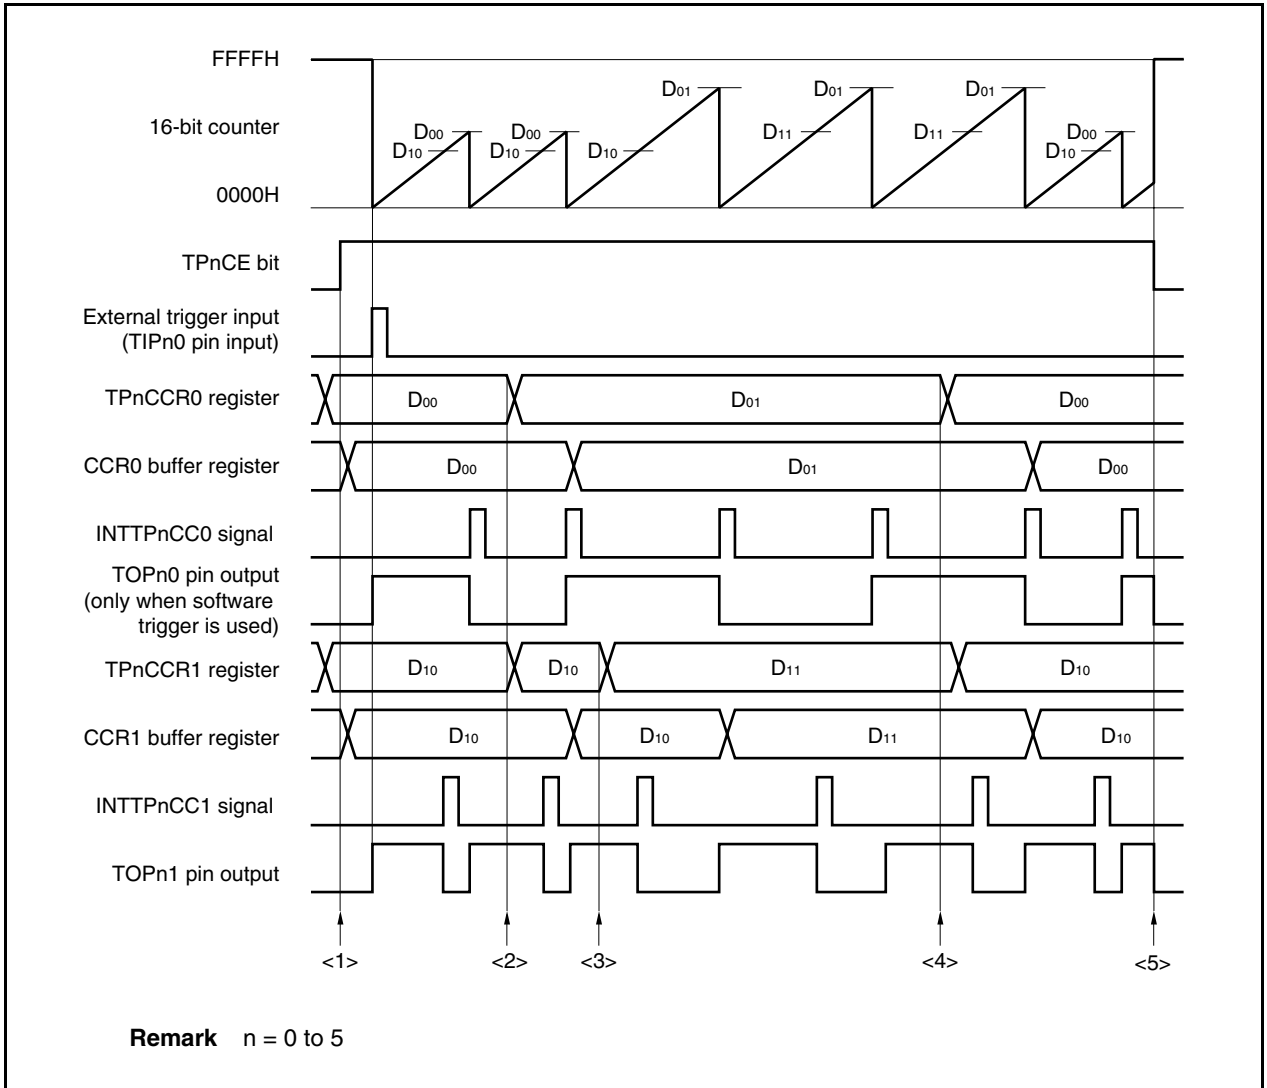 FFFFH
16-bit counter
0000H
D01 D01 D01
D00 D00 D11 D11 D00
D10 D10 D10 D10
TPnCE bit
External trigger input
(TIPn0 pin input)
TPnCCR0 register
D00 D01 D00
CCR0 buffer register
D00 D01 D00
INTTPnCC0 signal
TOPn0 pin output
(only when software
trigger is used)
TPnCCR1 register
D10 D10 D11 D10
CCR1 buffer register
D10 D10 D11 D10
INTTPnCC1 signal
TOPn1 pin output
<1> <2> <3> <4> <5>
Remark n = 0 to 5